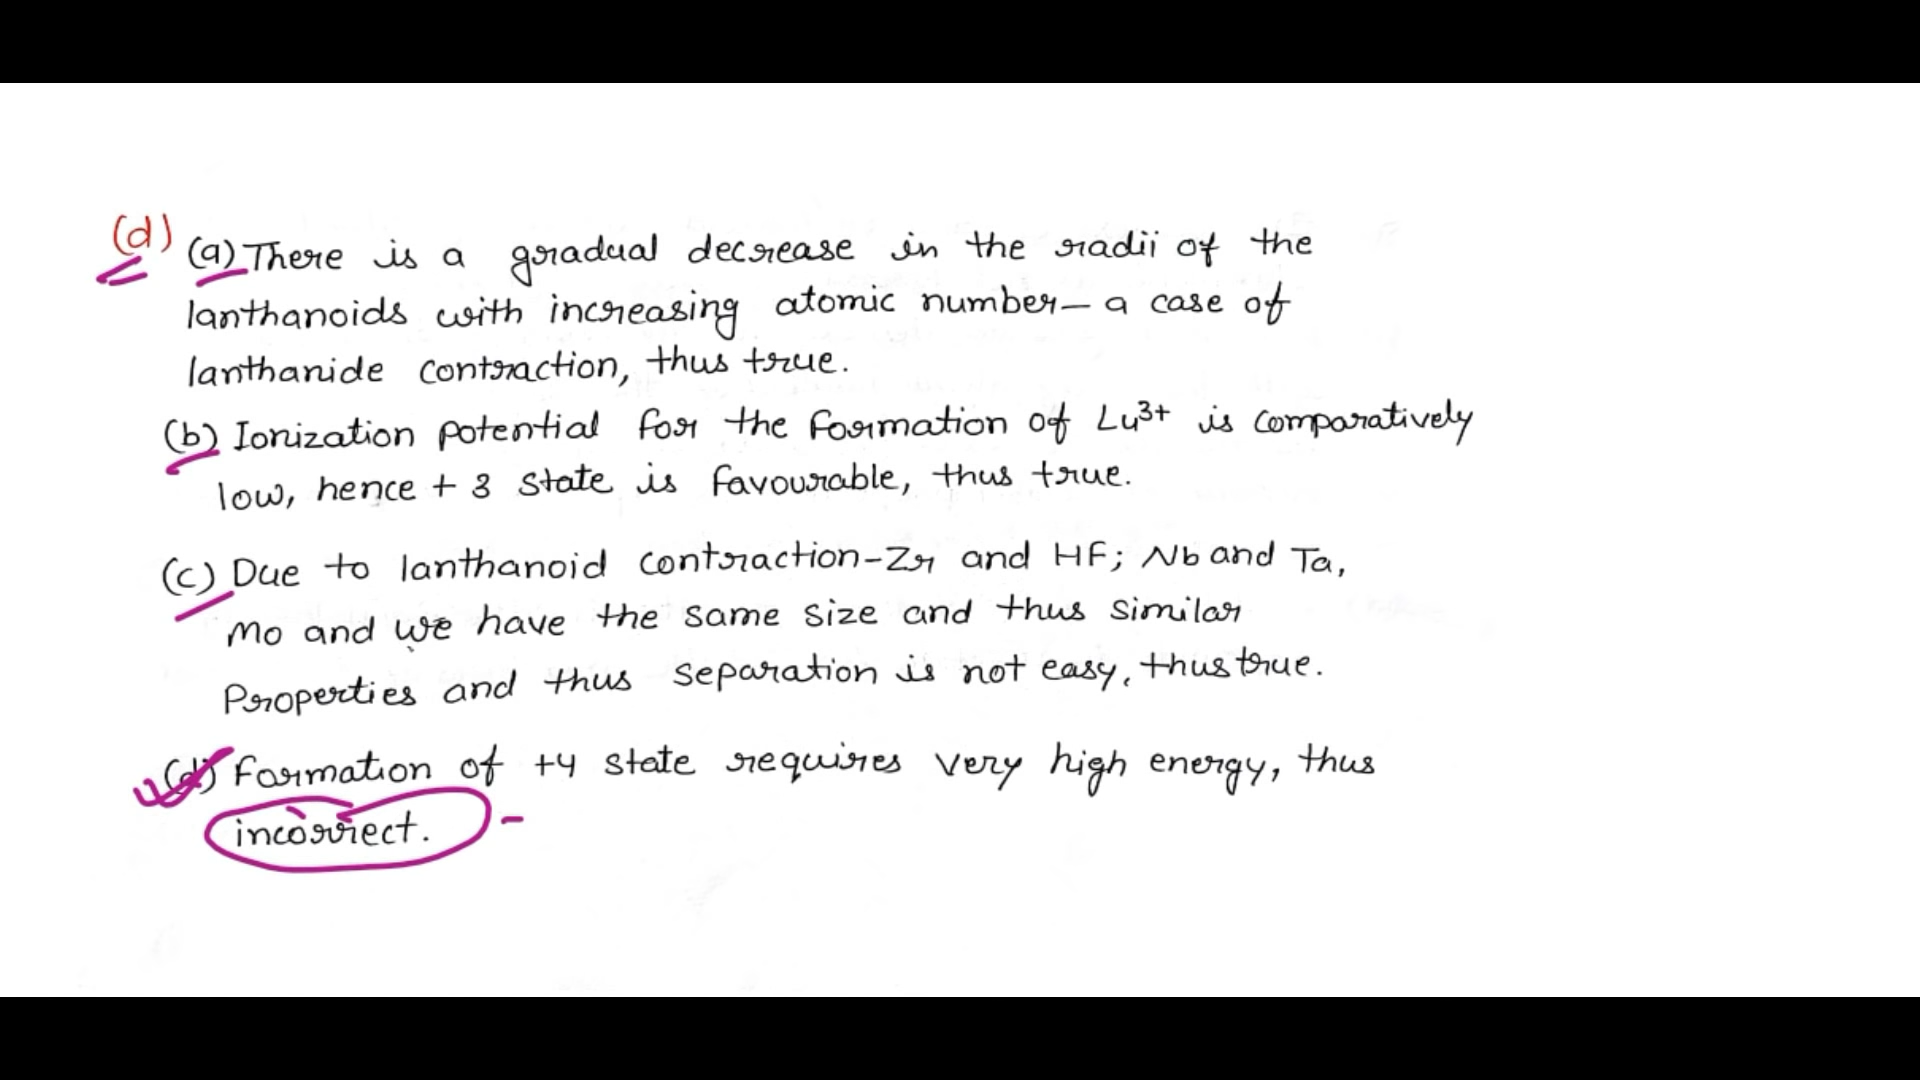 (d) (a) There is a gradual decrease in the radii of the
lanthanoids with increasing atomic number – a case of
lanthanide contraction, thus true.
(b) Ionization potential for the formation of Lu³⁺ is comparatively
low, hence + 3 state is favourable, thus true.
(c) Due to lanthanoid contraction-Zr and HF; Nb and Ta,
Mo and we have the same size and thus similar
Properties and thus separation is not easy, thus true.
(d) Formation of +4 state requires very high energy, thus
incorrect.